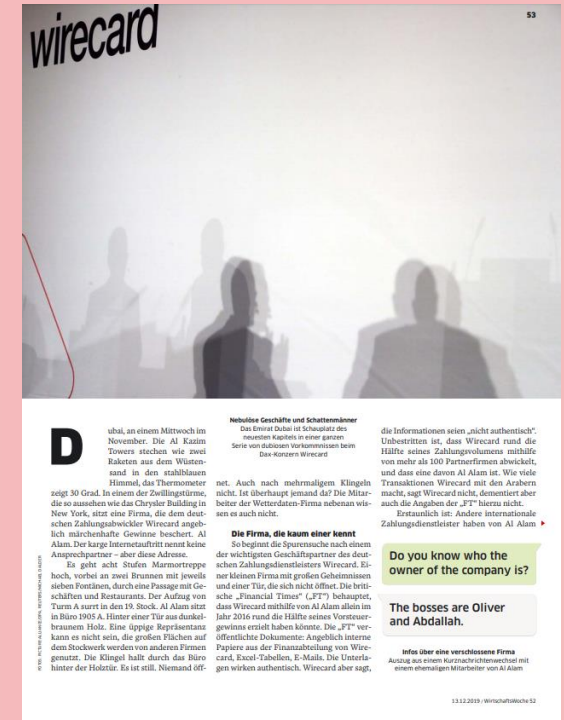 wirecard
53
Nebulöse Geschäfte und Schattenmänner
Das Emirat Dubai ist Schauplatz des
neuesten Kapitels in einer ganzen
Serie von dubiosen Vorkommnissen beim
Dax-Konzern Wirecard
Dubai, an einem Mittwoch im
November. Die Al Kazim
Towers stechen wie zwei
Raketen aus dem Wüsten-
sand in den stahlblauen
Himmel, das Thermometer
zeigt 30 Grad. In einem der Zwillingstürme,
die so aussehen wie das Chrysler Building in
New York, sitzt eine Firma, die dem deut-
schen Zahlungsabwickler Wirecard angeb-
lich märchenhafte Gewinne beschert. Al
Alam. Der karge Internetauftritt nennt keine
Ansprechpartner – aber diese Adresse.
Es geht acht Stufen Marmortreppe
hoch, vorbei an zwei Brunnen mit jeweils
sieben Fontänen, durch eine Passage mit Ge-
schäften und Restaurants. Der Aufzug von
Turm A surrt in den 19. Stock. Al Alam sitzt
in Büro 1905 A. Hinter einer Tür aus dunkel-
braunem Holz. Eine üppige Repräsentanz
kann es nicht sein, die großen Flächen auf
dem Stockwerk werden von anderen Firmen
genutzt. Die Klingel hallt durch das Büro
hinter der Holztür. Es ist still. Niemand öff-
net. Auch nach mehrmaligem Klingeln
nicht. Ist überhaupt jemand da? Die Mitar-
beiter der Wetterdaten-Firma nebenan wis-
sen es auch nicht.
Die Firma, die kaum einer kennt
So beginnt die Spurensuche nach einem
der wichtigsten Geschäftspartner des deut-
schen Zahlungsdienstleisters Wirecard. Ei-
ner kleinen Firma mit großen Geheimnissen
und einer Tür, die sich nicht öffnet. Die briti-
sche „Financial Times“ („FT“) behauptet,
dass Wirecard mithilfe von Al Alam allein im
Jahr 2016 rund die Hälfte seines Vorsteuer-
gewinns erzielt haben könnte. Die „FT“ ver-
öffentlichte Dokumente: Angeblich interne
Papiere aus der Finanzabteilung von Wire-
card, Excel-Tabellen, E-Mails. Die Unterla-
gen wirken authentisch. Wirecard aber sagt,
die Informationen seien „nicht authentisch“.
Unbestritten ist, dass Wirecard rund die
Hälfte seines Zahlungsvolumens mithilfe
von mehr als 100 Partnerfirmen abwickelt,
und dass eine davon Al Alam ist. Wie viele
Transaktionen Wirecard mit den Arabern
macht, sagt Wirecard nicht, dementiert aber
auch die Angaben der „FT“ hierzu nicht.
Erstaunlich ist: Andere internationale
Zahlungsdienstleister haben von Al Alam
Do you know who the
owner of the company is?
The bosses are Oliver
and Abdallah.
Infos über eine verschlossene Firma
Auszug aus einem Kurznachrichtenwechsel mit
einem ehemaligen Mitarbeiter von Al Alam
13.12.2019 | WirtschaftsWoche 52